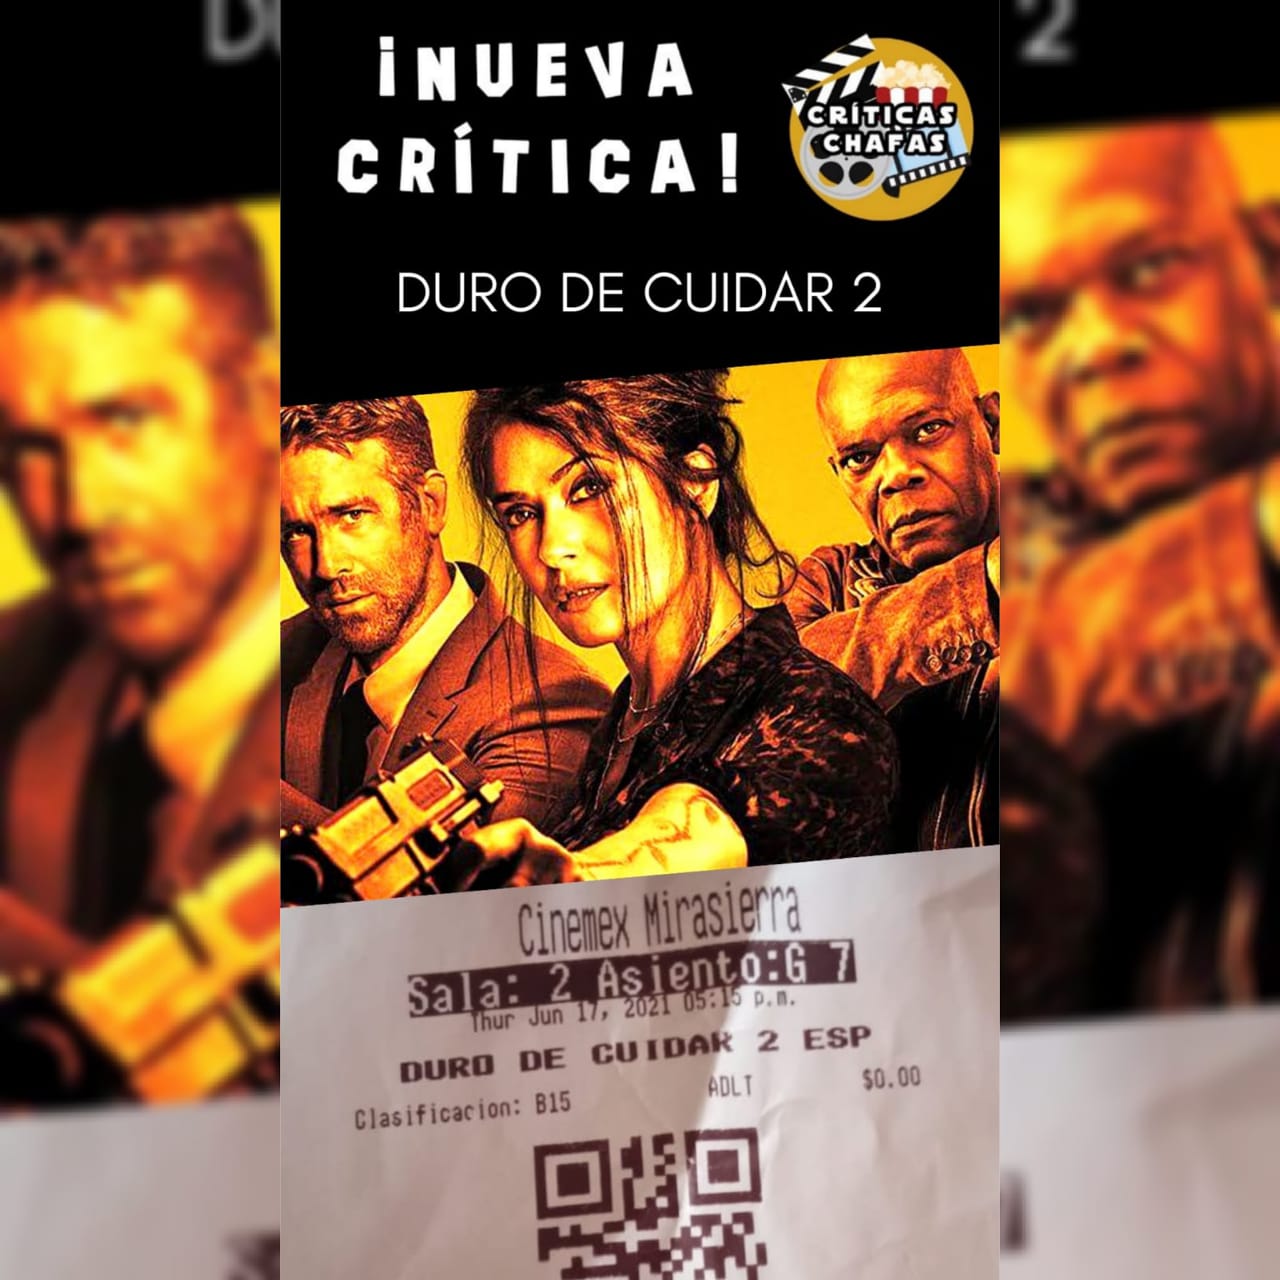 ¡NUEVA
CRÍTICA!
CRÍTICAS
CHAFAS
DURO DE CUIDAR 2
Cinemex Mirasierra
Sala: 2 Asiento:G 7
Thur Jun 17, 2021 05:15 p.m.
DURO DE CUIDAR 2 ESP
Clasificacion: B15 ADLT $0.00